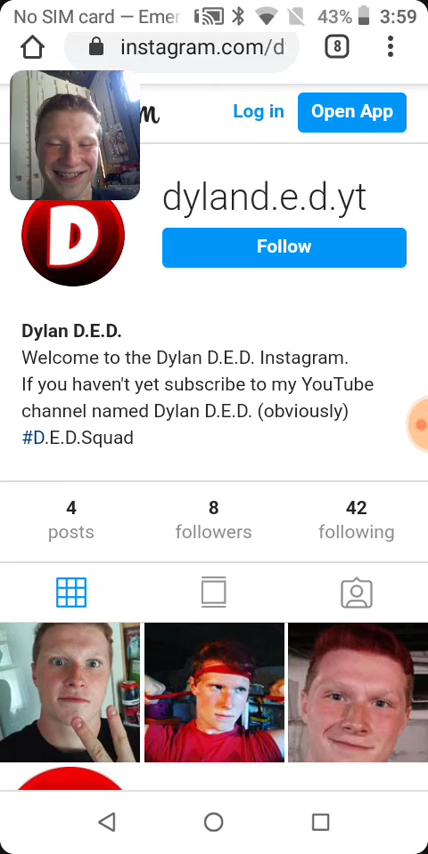 No SIM card — Emer 43% 3:59
instagram.com/d
8
m
Log in
Open App
D
dyland.e.d.yt
Follow
Dylan D.E.D.
Welcome to the Dylan D.E.D. Instagram.
If you haven't yet subscribe to my YouTube
channel named Dylan D.E.D. (obviously)
#D.E.D.Squad
4 8 42
posts followers following